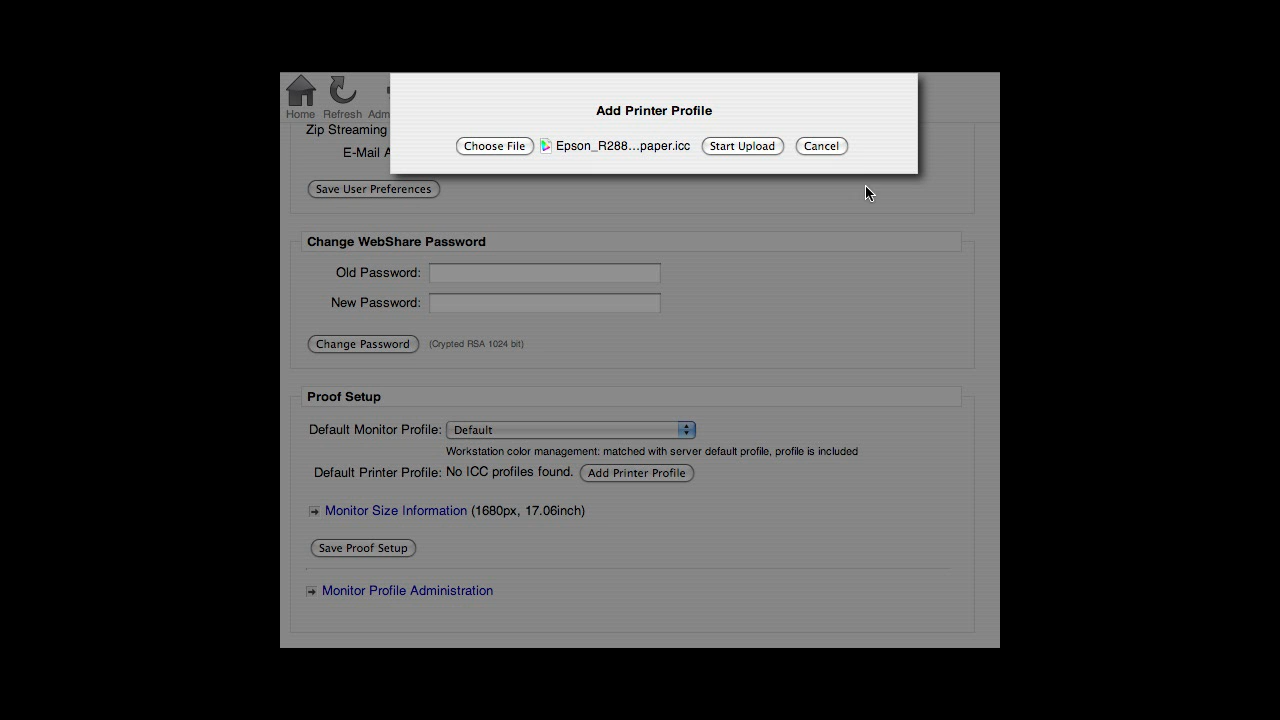 Add Printer Profile
Choose File Epson_R288...paper.icc Start Upload Cancel
Home Refresh Adm
Zip Streaming
E-Mail A
Save User Preferences
Change WebShare Password
Old Password:
New Password:
Change Password (Crypted RSA 1024 bit)
Proof Setup
Default Monitor Profile: Default
Workstation color management: matched with server default profile, profile is included
Default Printer Profile: No ICC profiles found. Add Printer Profile
Monitor Size Information (1680px, 17.06inch)
Save Proof Setup
Monitor Profile Administration